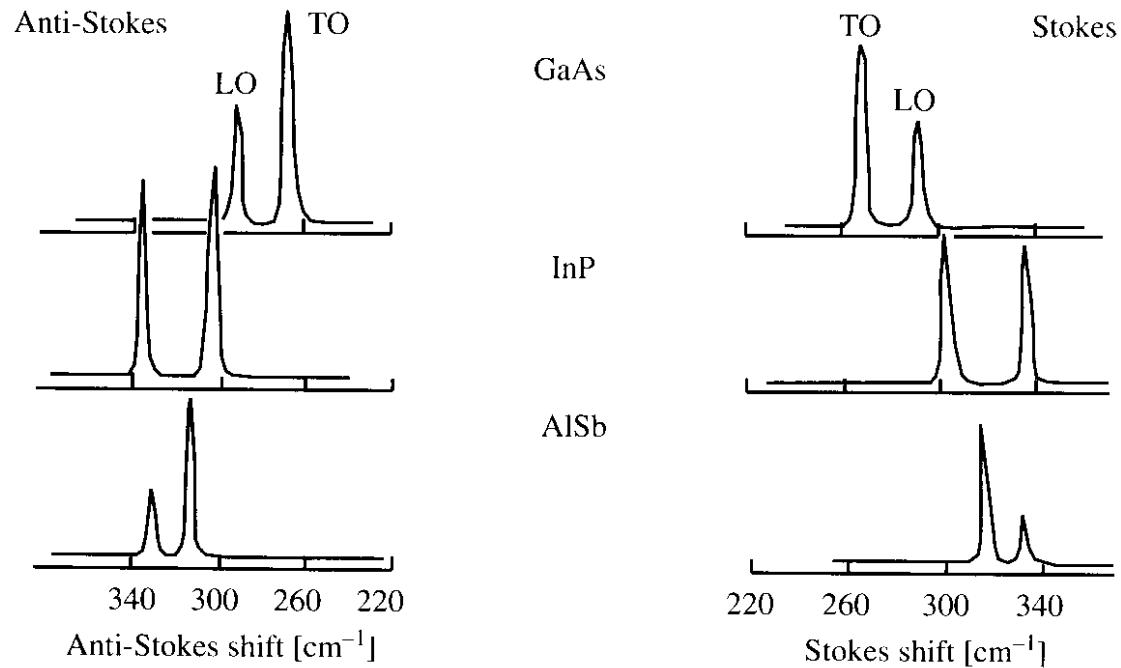 Anti-Stokes
TO
LO
GaAs
TO
LO
Stokes
InP
AlSb
340 300 260 220
Anti-Stokes shift [cm⁻¹]
220 260 300 340
Stokes shift [cm⁻¹]